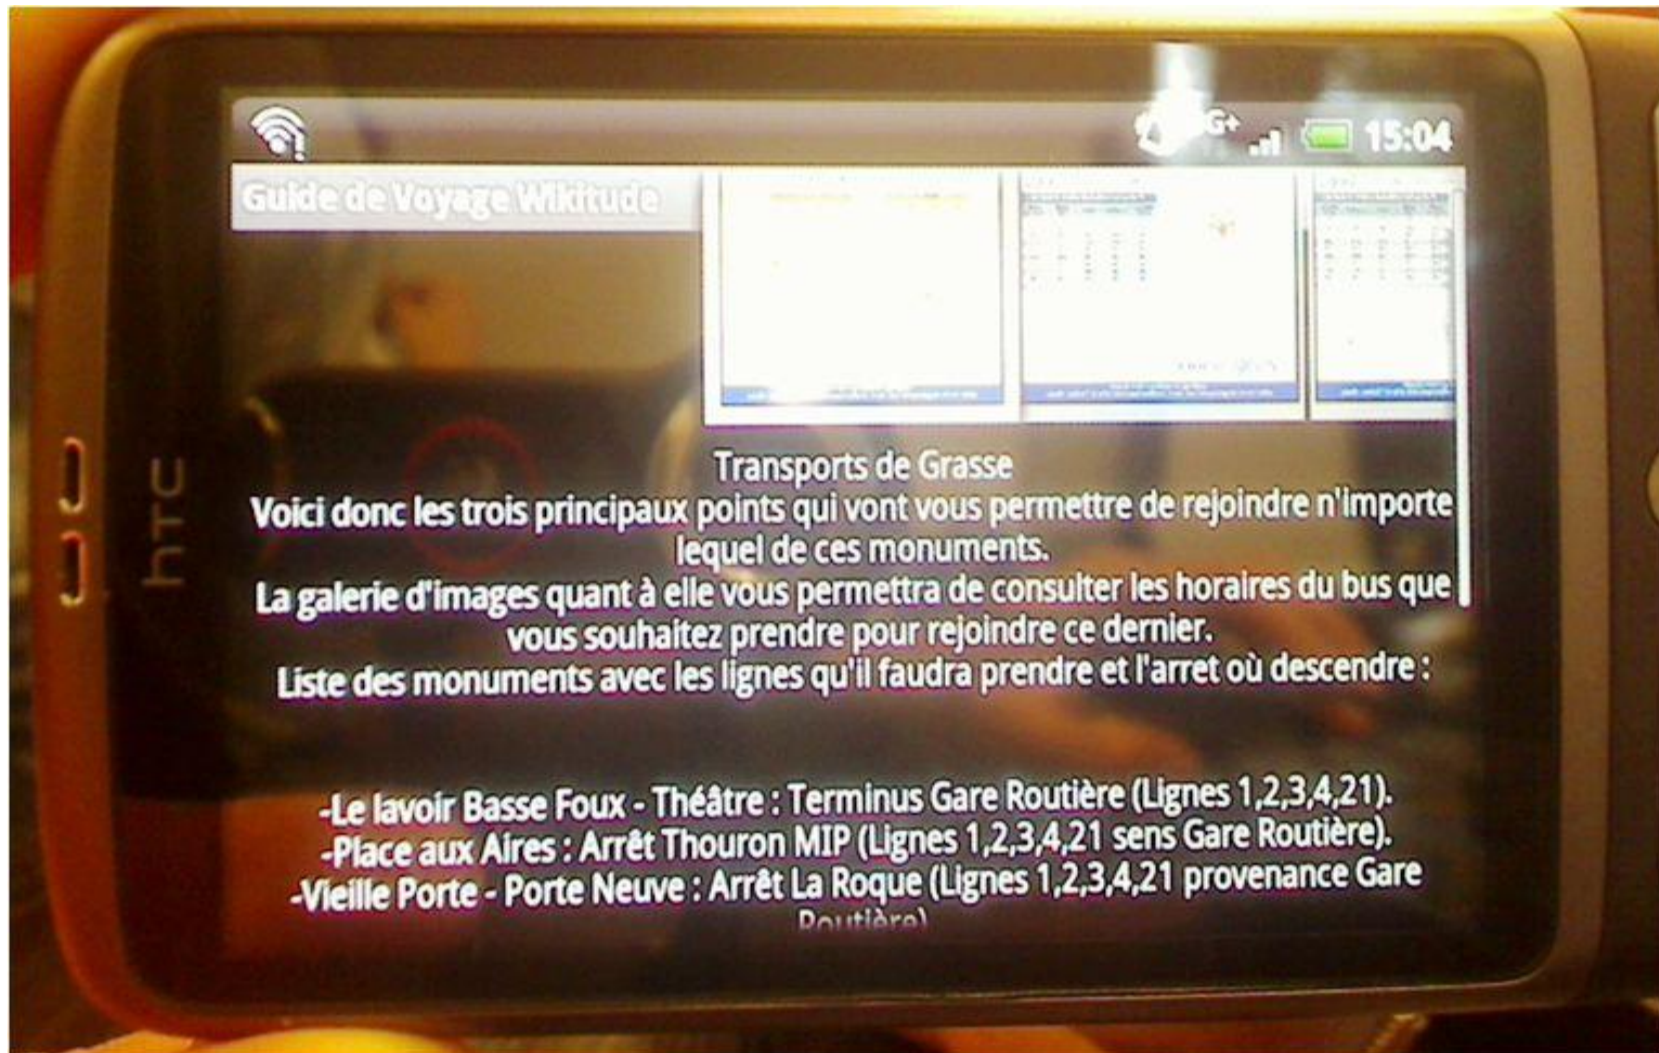 15:04
Guide de Voyage Wikitude
Transports de Grasse
Voici donc les trois principaux points qui vont vous permettre de rejoindre n'importe
lequel de ces monuments.
La galerie d'images quant à elle vous permettra de consulter les horaires du bus que
vous souhaitez prendre pour rejoindre ce dernier.
Liste des monuments avec les lignes qu'il faudra prendre et l'arret où descendre :
-Le lavoir Basse Foux - Théâtre : Terminus Gare Routière (Lignes 1,2,3,4,21).
-Place aux Aires : Arrêt Thouron MIP (Lignes 1,2,3,4,21 sens Gare Routière).
-Vieille Porte - Porte Neuve : Arrêt La Roque (Lignes 1,2,3,4,21 provenance Gare
Routière)
hTC